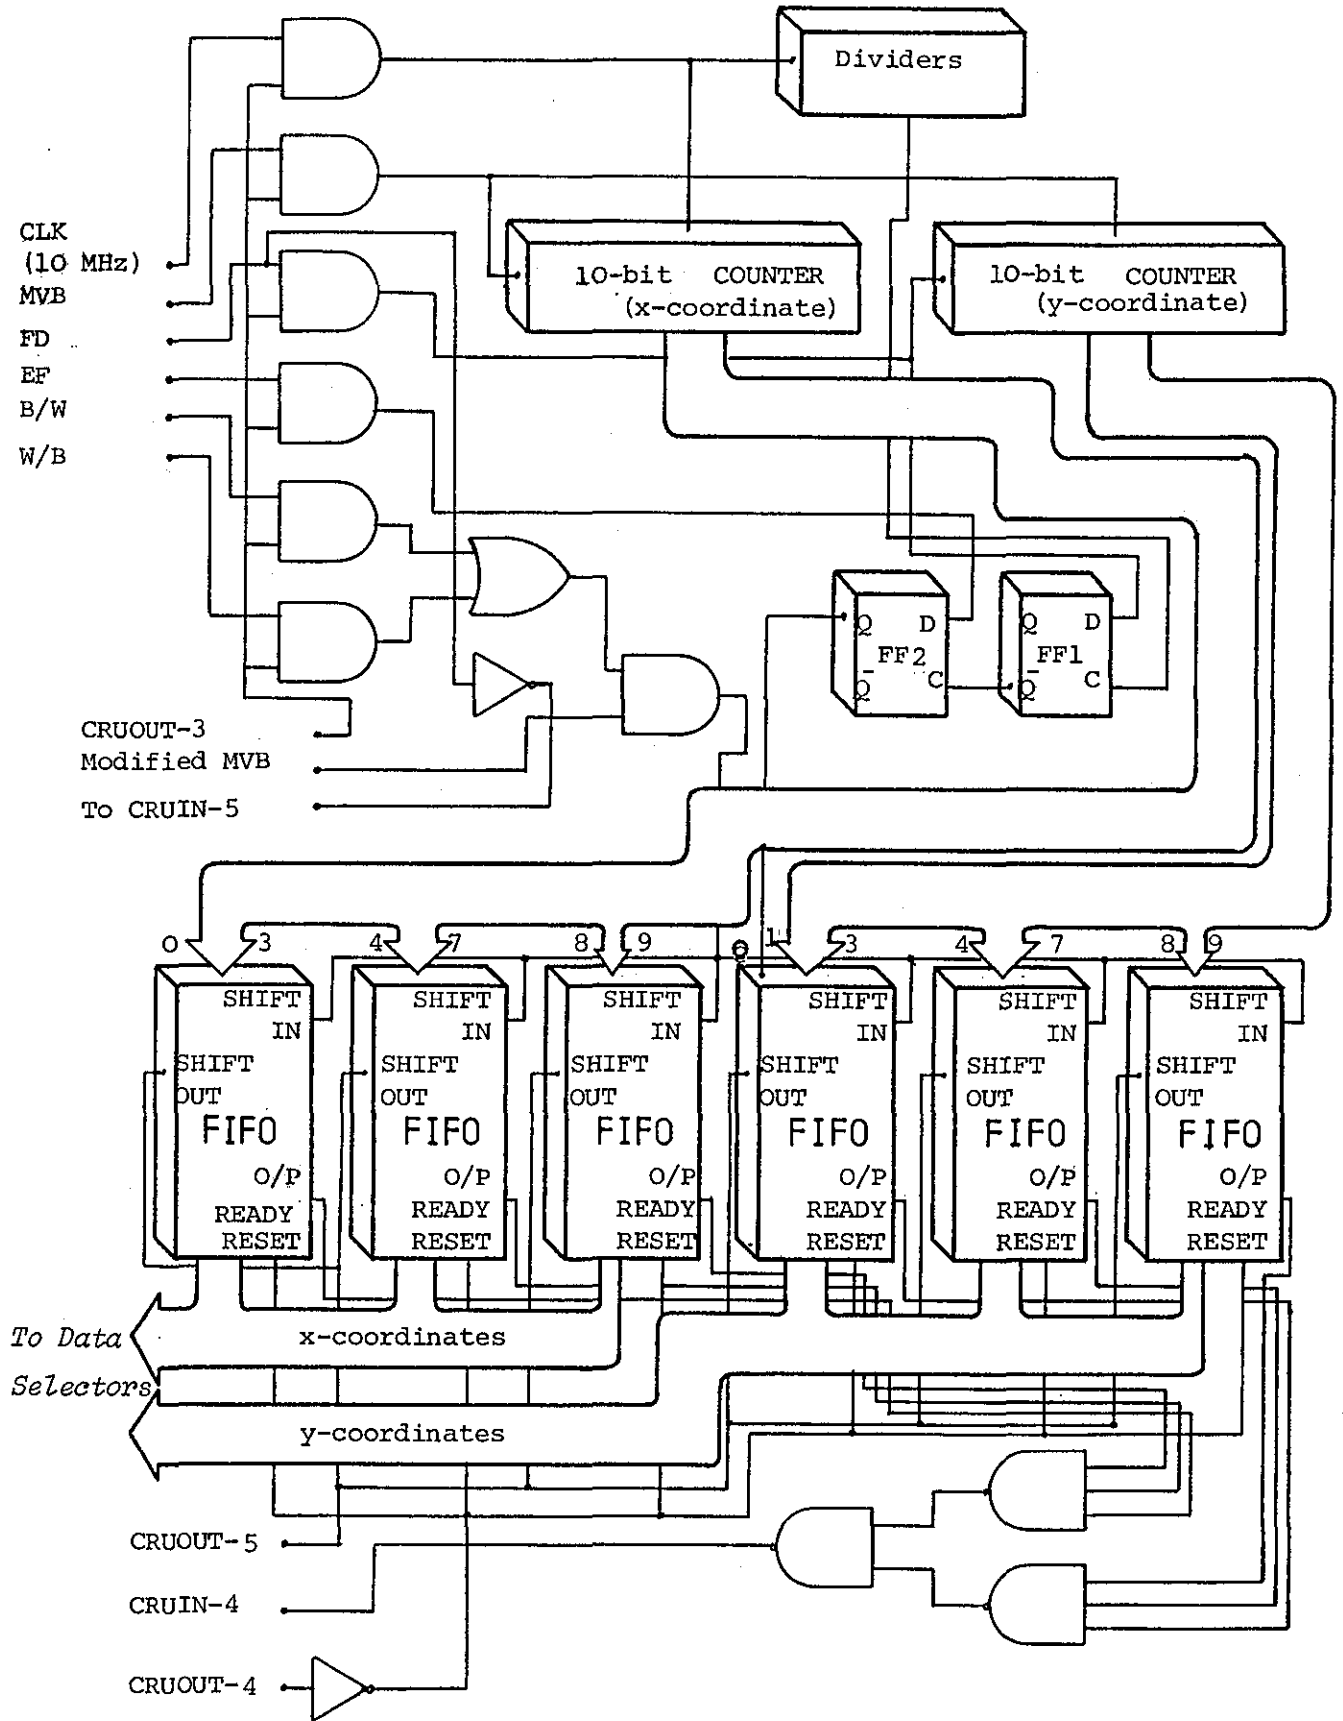 Dividers
CLK
(10 MHz)
MVB
FD
EF
B/W
W/B
10-bit COUNTER
(x-coordinate)
10-bit COUNTER
(y-coordinate)
Q D
FF2
Q̅ C
Q D
FF1
Q̅ C
CRUOUT-3
Modified MVB
To CRUIN-5
0 3 4 7 8 9 0 1 3 4 7 8 9
SHIFT
IN
SHIFT
OUT
FIFO
O/P
READY
RESET
SHIFT
IN
SHIFT
OUT
FIFO
O/P
READY
RESET
SHIFT
IN
SHIFT
OUT
FIFO
O/P
READY
RESET
SHIFT
IN
SHIFT
OUT
FIFO
O/P
READY
RESET
SHIFT
IN
SHIFT
OUT
FIFO
O/P
READY
RESET
SHIFT
IN
SHIFT
OUT
FIFO
O/P
READY
RESET
To Data
Selectors
x-coordinates
y-coordinates
CRUOUT-5
CRUIN-4
CRUOUT-4